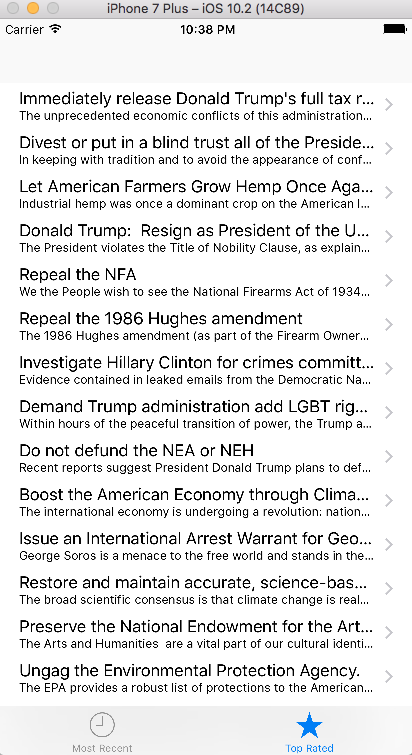 iPhone 7 Plus – iOS 10.2 (14C89)
Carrier 10:38 PM
Immediately release Donald Trump's full tax r...
The unprecedented economic conflicts of this administration...
Divest or put in a blind trust all of the Preside...
In keeping with tradition and to avoid the appearance of conf...
Let American Farmers Grow Hemp Once Aga...
Industrial hemp was once a dominant crop on the American l...
Donald Trump:  Resign as President of the U...
The President violates the Title of Nobility Clause, as explain...
Repeal the NFA
We the People wish to see the National Firearms Act of 1934...
Repeal the 1986 Hughes amendment
The 1986 Hughes amendment (as part of the Firearm Owner...
Investigate Hillary Clinton for crimes committ...
Evidence contained in leaked emails from the Democratic Na...
Demand Trump administration add LGBT rig...
Within hours of the peaceful transition of power, the Trump a...
Do not defund the NEA or NEH
Recent reports suggest President Donald Trump plans to def...
Boost the American Economy through Clima...
The international economy is undergoing a revolution: nation...
Issue an International Arrest Warrant for Geo...
George Soros is a menace to the free world and stands in the...
Restore and maintain accurate, science-bas...
The broad scientific consensus is that climate change is real...
Preserve the National Endowment for the Art...
The Arts and Humanities  are a vital part of our cultural identi...
Ungag the Environmental Protection Agency.
The EPA provides a robust list of protections to the American...
Most Recent Top Rated